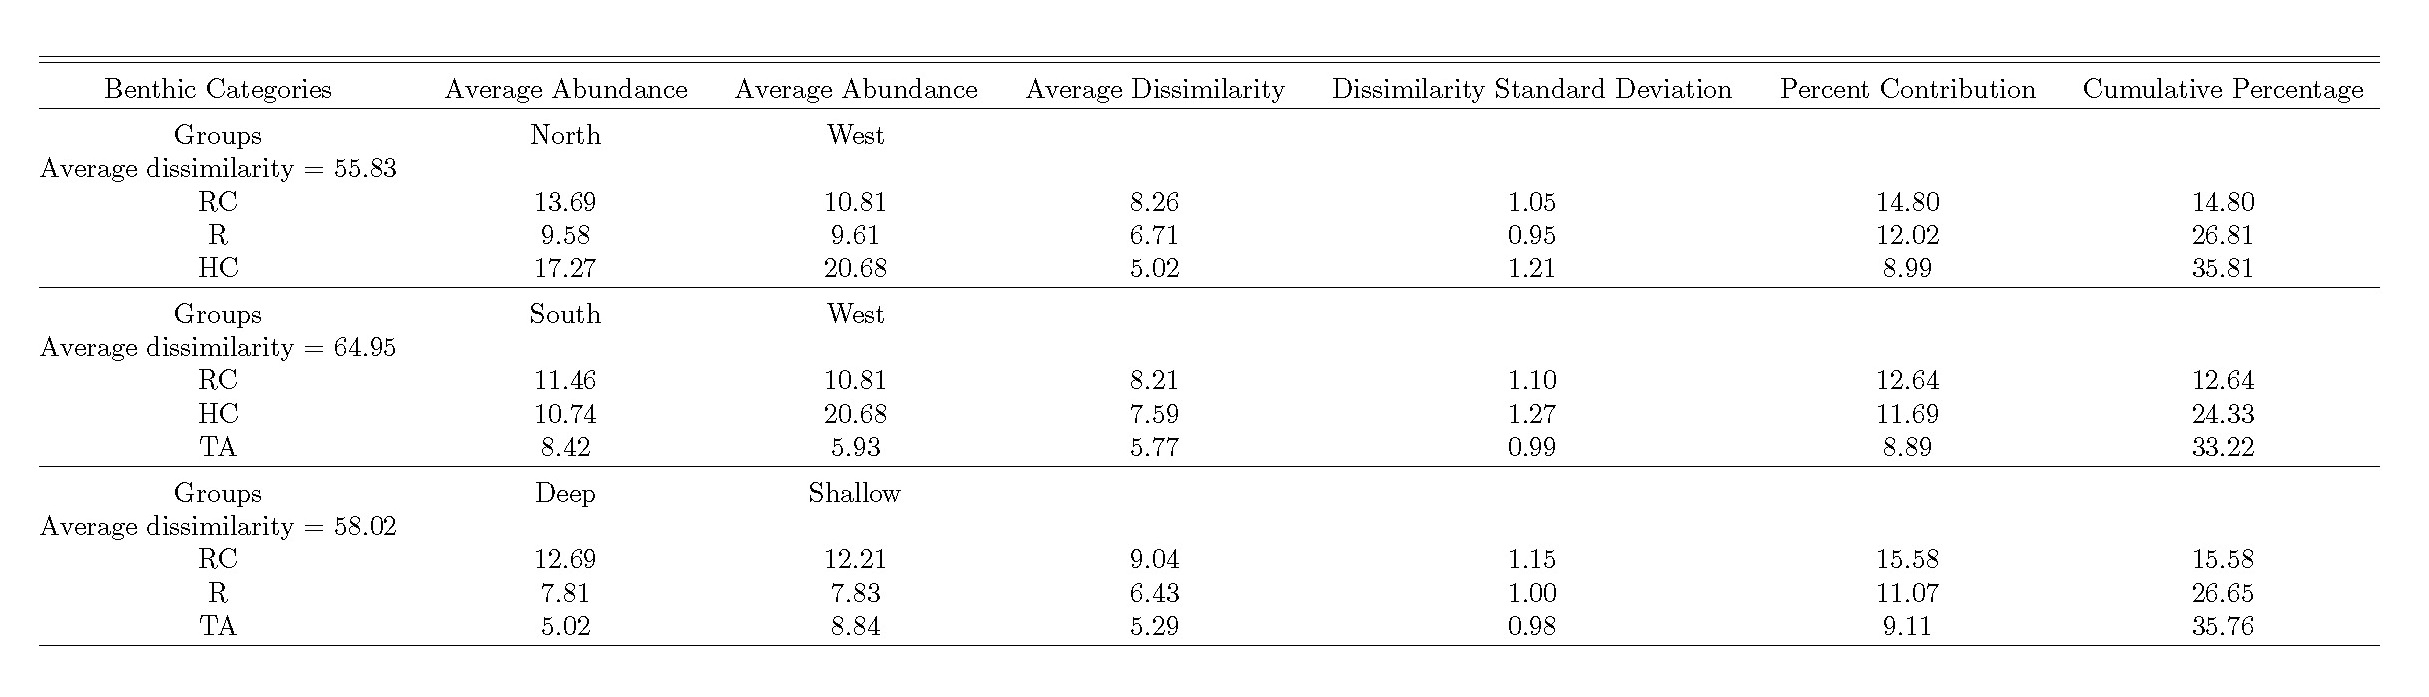 Benthic Categories Average Abundance Average Abundance Average Dissimilarity Dissimilarity Standard Deviation Percent Contribution Cumulative Percentage
Groups North West
Average dissimilarity = 55.83
RC 13.69 10.81 8.26 1.05 14.80 14.80
R 9.58 9.61 6.71 0.95 12.02 26.81
HC 17.27 20.68 5.02 1.21 8.99 35.81
Groups South West
Average dissimilarity = 64.95
RC 11.46 10.81 8.21 1.10 12.64 12.64
HC 10.74 20.68 7.59 1.27 11.69 24.33
TA 8.42 5.93 5.77 0.99 8.89 33.22
Groups Deep Shallow
Average dissimilarity = 58.02
RC 12.69 12.21 9.04 1.15 15.58 15.58
R 7.81 7.83 6.43 1.00 11.07 26.65
TA 5.02 8.84 5.29 0.98 9.11 35.76